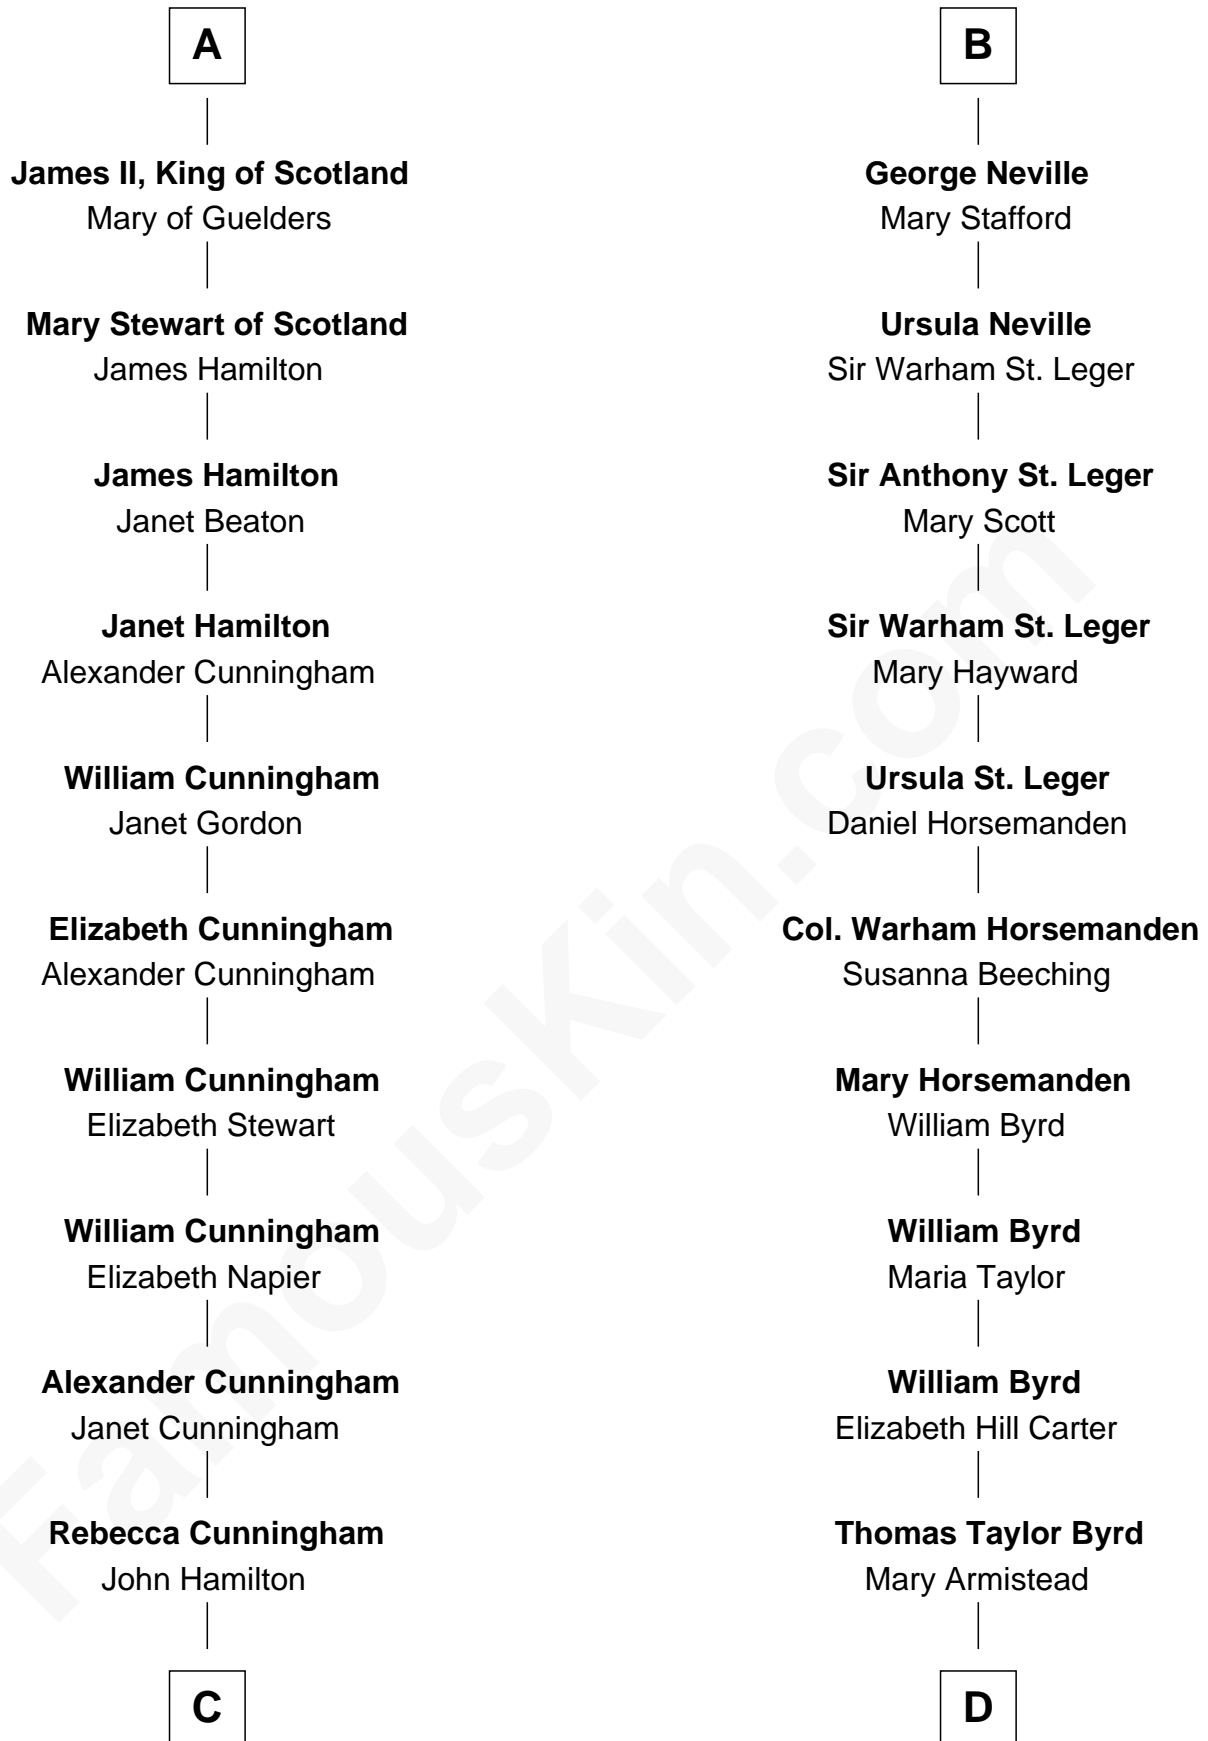 A
James II, King of Scotland
Mary of Guelders
Mary Stewart of Scotland
James Hamilton
James Hamilton
Janet Beaton
Janet Hamilton
Alexander Cunningham
William Cunningham
Janet Gordon
Elizabeth Cunningham
Alexander Cunningham
William Cunningham
Elizabeth Stewart
William Cunningham
Elizabeth Napier
Alexander Cunningham
Janet Cunningham
Rebecca Cunningham
John Hamilton
C
B
George Neville
Mary Stafford
Ursula Neville
Sir Warham St. Leger
Sir Anthony St. Leger
Mary Scott
Sir Warham St. Leger
Mary Hayward
Ursula St. Leger
Daniel Horsemanden
Col. Warham Horsemanden
Susanna Beeching
Mary Horsemanden
William Byrd
William Byrd
Maria Taylor
William Byrd
Elizabeth Hill Carter
Thomas Taylor Byrd
Mary Armistead
D
FamousKin.com